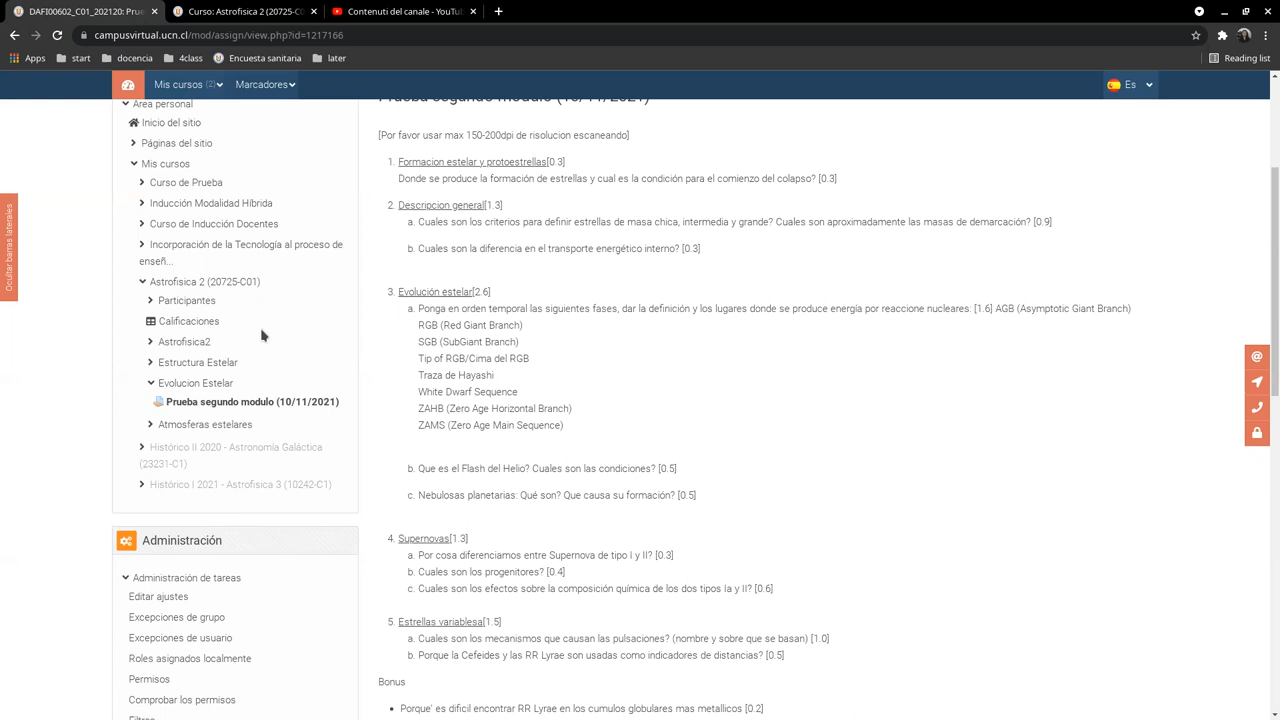 DAFI00602_C01_202120: Prue
Curso: Astrofisica 2 (20725-C0
Contenuti del canale - YouTu
campusvirtual.ucn.cl/mod/assign/view.php?id=1217166
Apps
start
docencia
4class
Encuesta sanitaria
later
Reading list
Mis cursos (2)
Marcadores
Es
Ocultar barras laterales
Área personal
Inicio del sitio
Páginas del sitio
Mis cursos
Curso de Prueba
Inducción Modalidad Híbrida
Curso de Inducción Docentes
Incorporación de la Tecnología al proceso de
enseñ...
Astrofisica 2 (20725-C01)
Participantes
Calificaciones
Astrofisica2
Estructura Estelar
Evolucion Estelar
Prueba segundo modulo (10/11/2021)
Atmosferas estelares
Histórico II 2020 - Astronomía Galáctica
(23231-C1)
Histórico I 2021 - Astrofisica 3 (10242-C1)
Administración
Administración de tareas
Editar ajustes
Excepciones de grupo
Excepciones de usuario
Roles asignados localmente
Permisos
Comprobar los permisos
Filtros
Prueba segundo modulo (10/11/2021)
[Por favor usar max 150-200dpi de risolucion escaneando]
1. Formacion estelar y protoestrellas[0.3]
Donde se produce la formación de estrellas y cual es la condición para el comienzo del colapso? [0.3]
2. Descripcion general[1.3]
a. Cuales son los criterios para definir estrellas de masa chica, intermedia y grande? Cuales son aproximadamente las masas de demarcación? [0.9]
b. Cuales son la diferencia en el transporte energético interno? [0.3]
3. Evolución estelar[2.6]
a. Ponga en orden temporal las siguientes fases, dar la definición y los lugares donde se produce energía por reaccione nucleares: [1.6] AGB (Asymptotic Giant Branch)
RGB (Red Giant Branch)
SGB (SubGiant Branch)
Tip of RGB/Cima del RGB
Traza de Hayashi
White Dwarf Sequence
ZAHB (Zero Age Horizontal Branch)
ZAMS (Zero Age Main Sequence)
b. Que es el Flash del Helio? Cuales son las condiciones? [0.5]
c. Nebulosas planetarias: Qué son? Que causa su formación? [0.5]
4. Supernovas[1.3]
a. Por cosa diferenciamos entre Supernova de tipo I y II? [0.3]
b. Cuales son los progenitores? [0.4]
c. Cuales son los efectos sobre la composición química de los dos tipos Ia y II? [0.6]
5. Estrellas variablesa[1.5]
a. Cuales son los mecanismos que causan las pulsaciones? (nombre y sobre que se basan) [1.0]
b. Porque la Cefeides y las RR Lyrae son usadas como indicadores de distancias? [0.5]
Bonus
Porque' es dificil encontrar RR Lyrae en los cumulos globulares mas metallicos [0.2]